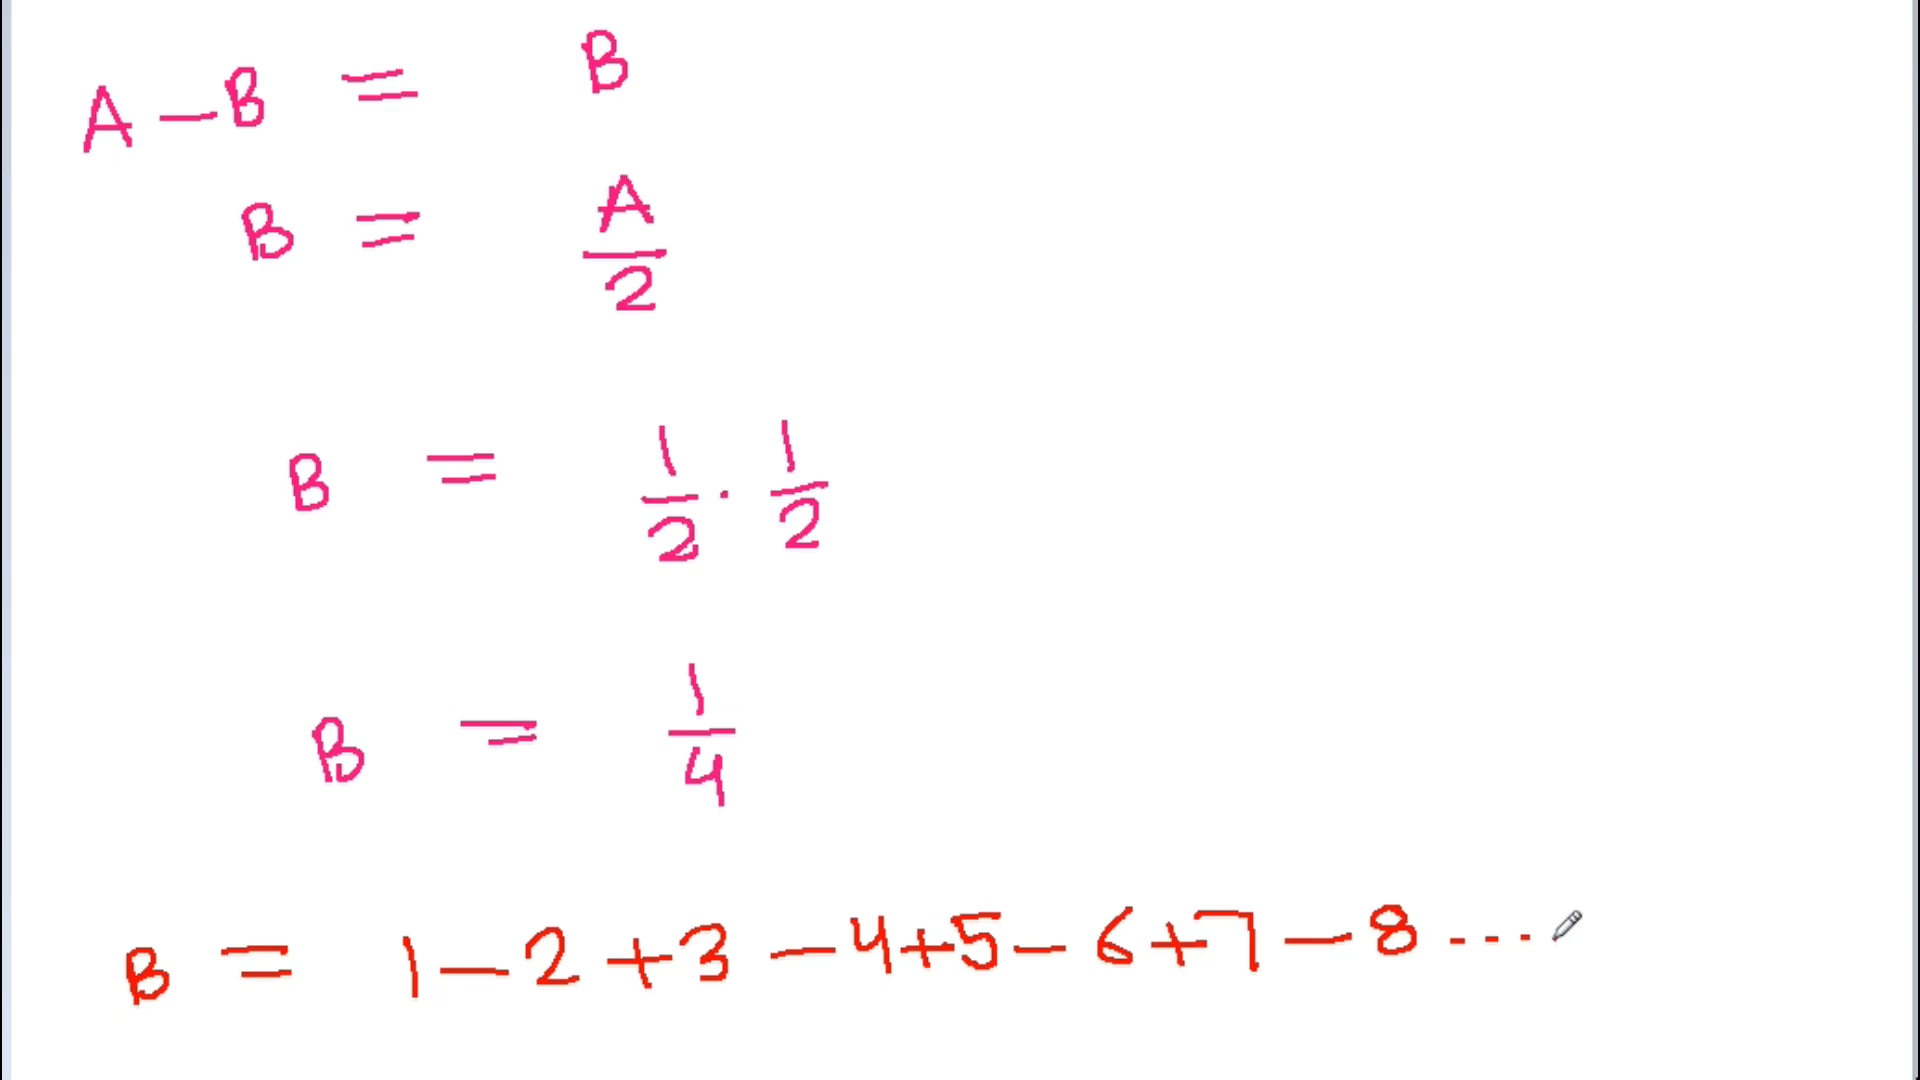 A - B = B
B = A/2
B = 1/2 · 1/2
B = 1/4
B = 1 - 2 + 3 - 4 + 5 - 6 + 7 - 8 ....